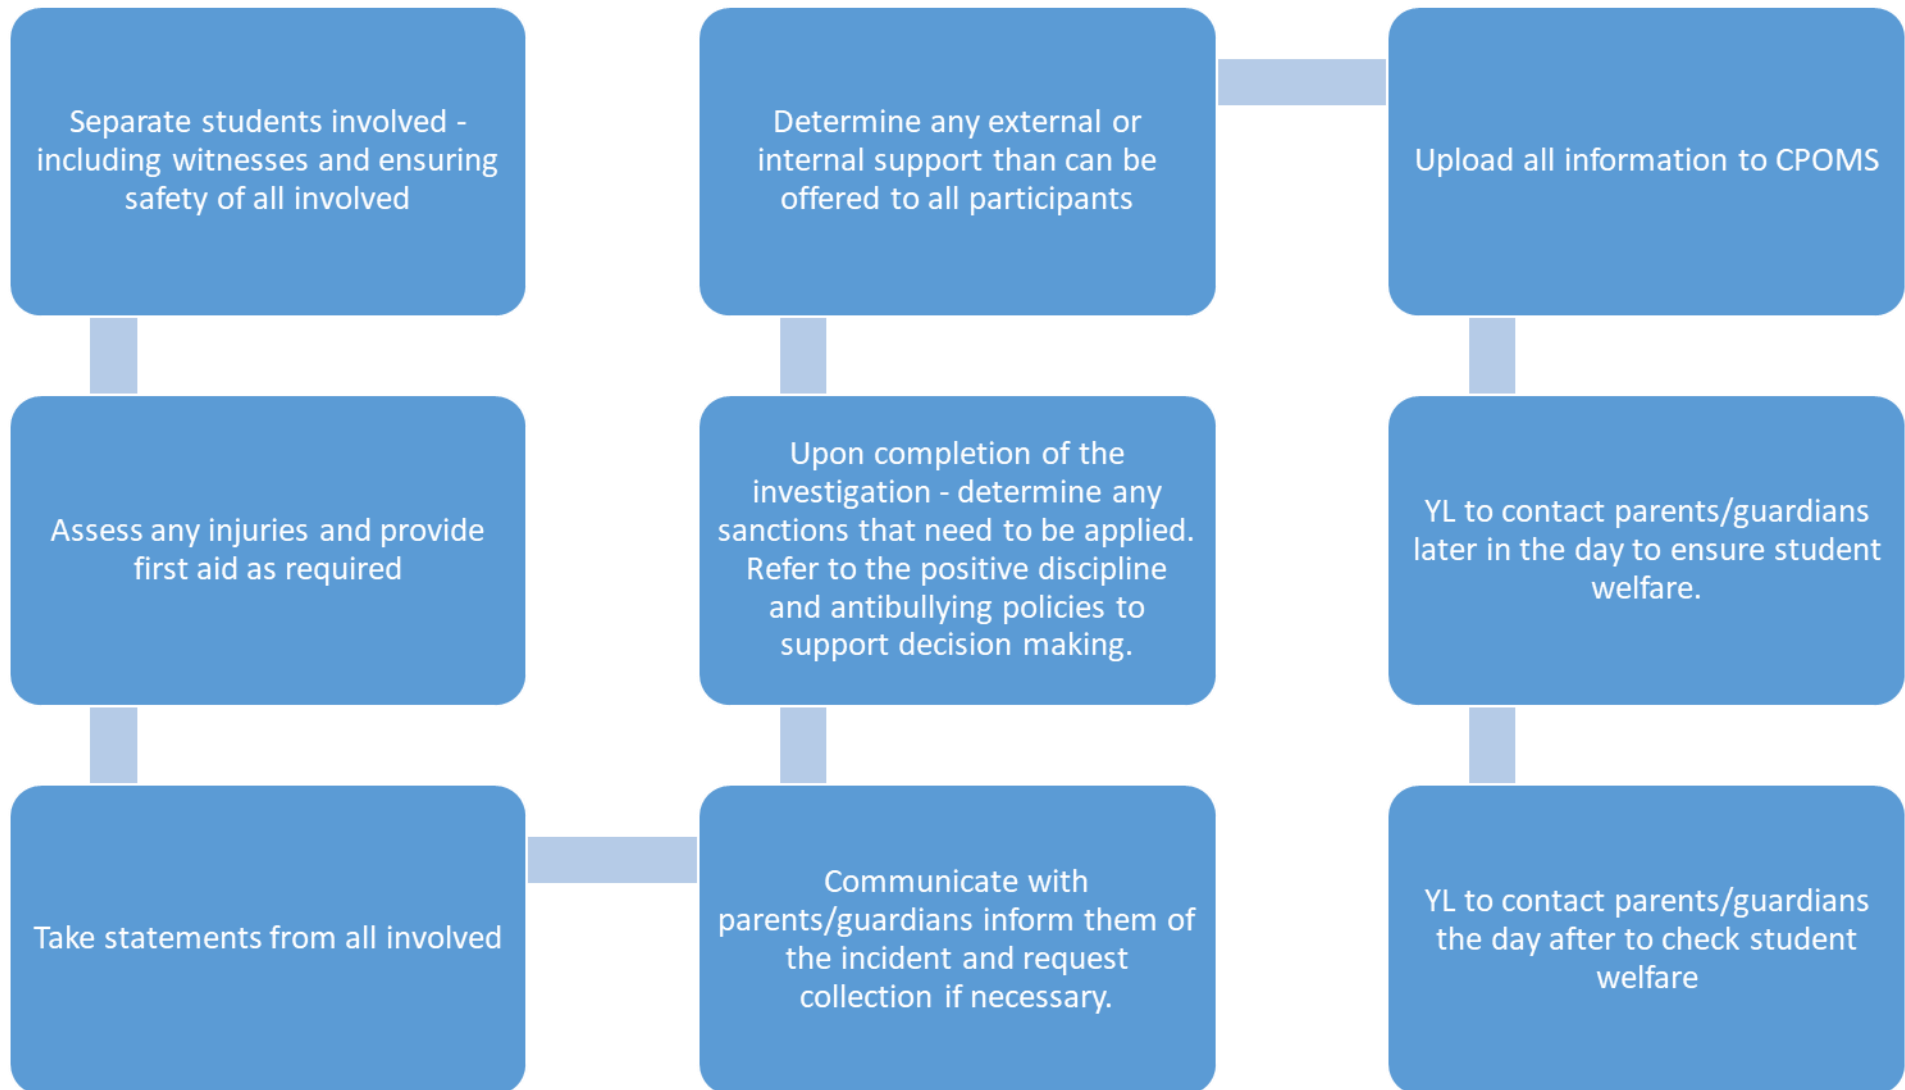 Separate students involved -
including witnesses and ensuring
safety of all involved
Assess any injuries and provide
first aid as required
Take statements from all involved
Communicate with
parents/guardians inform them of
the incident and request
collection if necessary.
Upon completion of the
investigation - determine any
sanctions that need to be applied.
Refer to the positive discipline
and antibullying policies to
support decision making.
Determine any external or
internal support than can be
offered to all participants
Upload all information to CPOMS
YL to contact parents/guardians
later in the day to ensure student
welfare.
YL to contact parents/guardians
the day after to check student
welfare